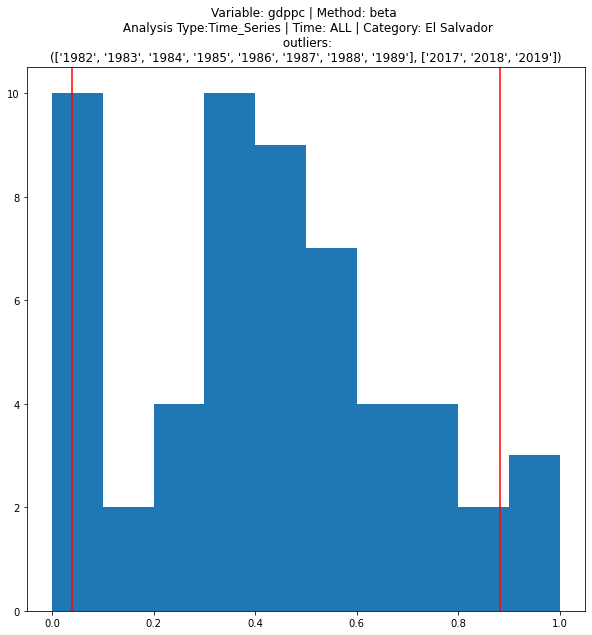 Variable: gdppc | Method: beta
Analysis Type:Time_Series | Time: ALL | Category: El Salvador
outliers:
(['1982', '1983', '1984', '1985', '1986', '1987', '1988', '1989'], ['2017', '2018', '2019'])
10
8
6
4
2
0
0.0 0.2 0.4 0.6 0.8 1.0